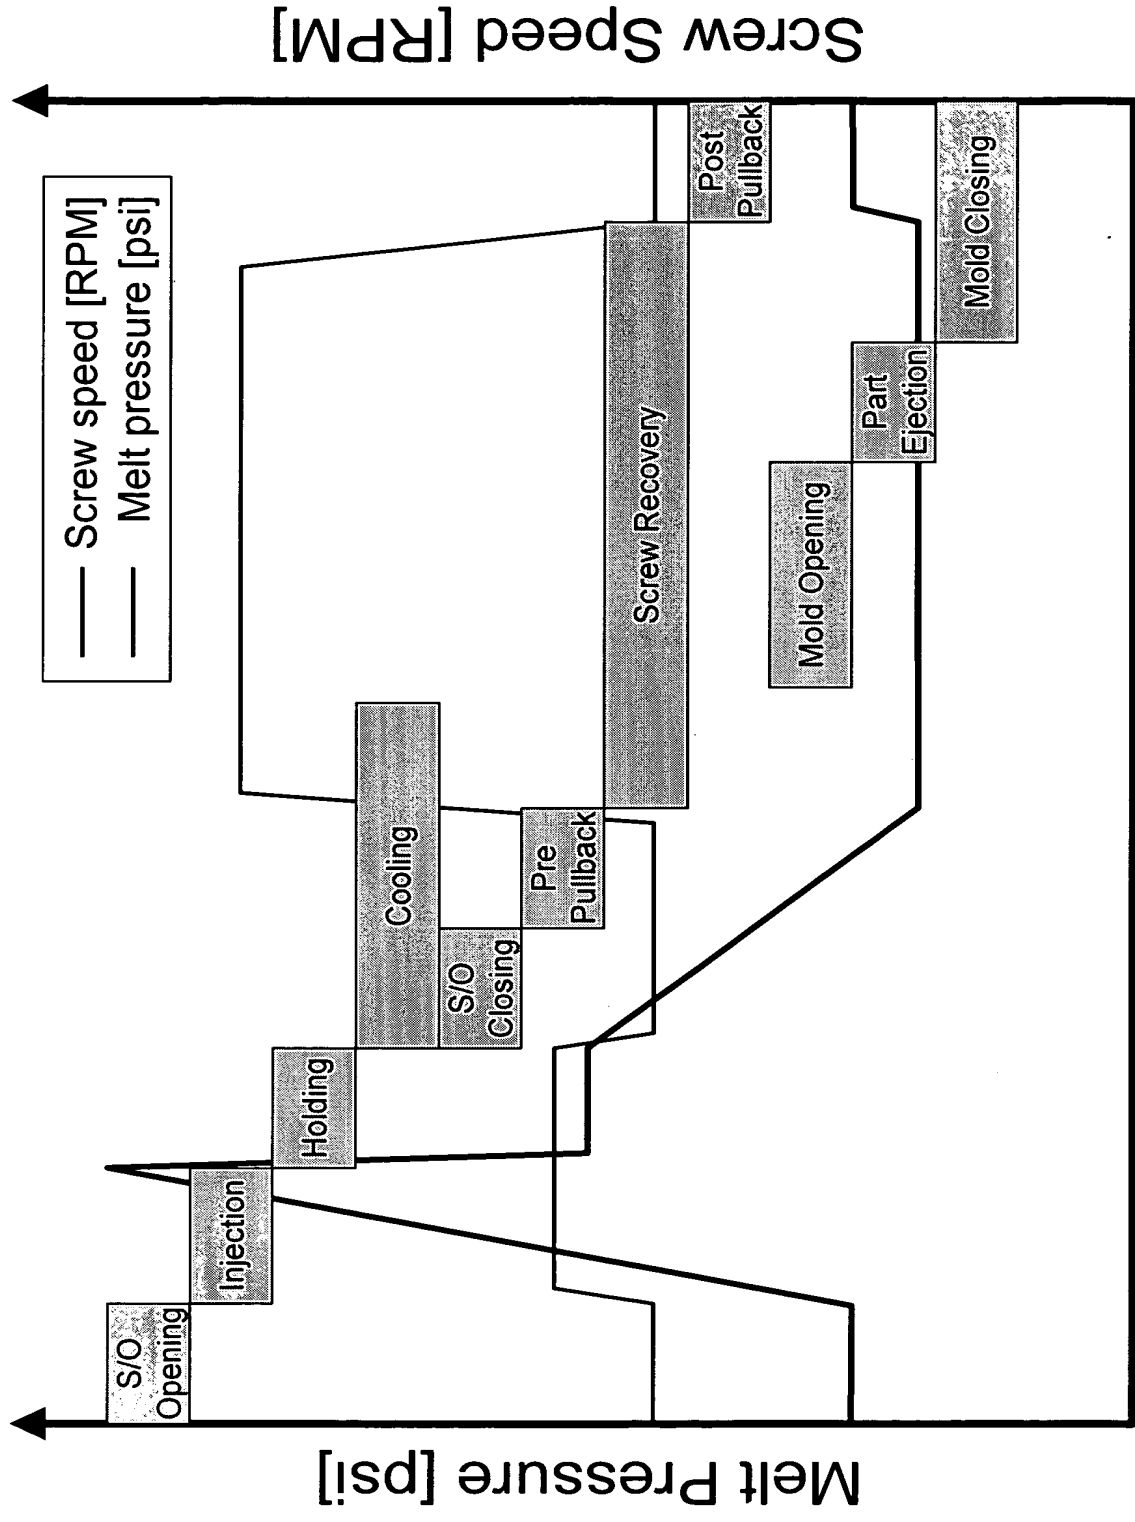 Screw speed [RPM]
Melt pressure [psi]
Melt Pressure [psi]
Screw Speed [RPM]
S/O
Opening
Injection
Holding
Cooling
S/O
Closing
Pre
Pullback
Screw Recovery
Post
Pullback
Mold Opening
Part
Ejection
Mold Closing